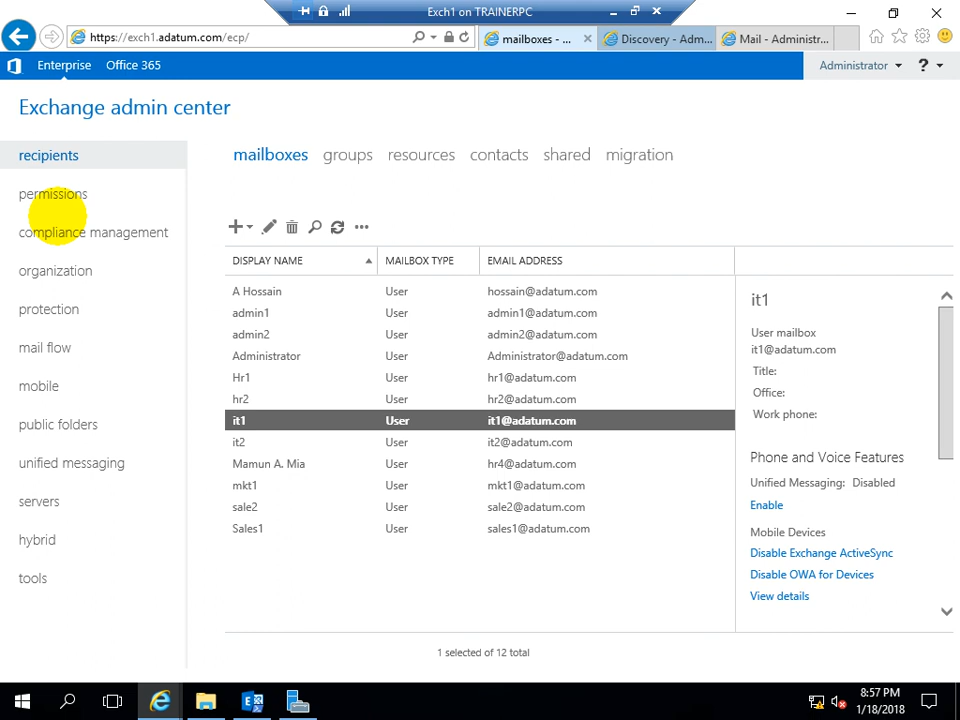 Exch1 on TRAINERPC
https://exch1.adatum.com/ecp/
mailboxes - ...
Discovery - Adm...
Mail - Administr...
Enterprise Office 365
Administrator ?
Exchange admin center
recipients
permissions
compliance management
organization
protection
mail flow
mobile
public folders
unified messaging
servers
hybrid
tools
mailboxes groups resources contacts shared migration
DISPLAY NAME MAILBOX TYPE EMAIL ADDRESS
A Hossain User hossain@adatum.com
admin1 User admin1@adatum.com
admin2 User admin2@adatum.com
Administrator User Administrator@adatum.com
Hr1 User hr1@adatum.com
hr2 User hr2@adatum.com
it1 User it1@adatum.com
it2 User it2@adatum.com
Mamun A. Mia User hr4@adatum.com
mkt1 User mkt1@adatum.com
sale2 User sale2@adatum.com
Sales1 User sales1@adatum.com
1 selected of 12 total
it1
User mailbox
it1@adatum.com
Title:
Office:
Work phone:
Phone and Voice Features
Unified Messaging: Disabled
Enable
Mobile Devices
Disable Exchange ActiveSync
Disable OWA for Devices
View details
8:57 PM
1/18/2018